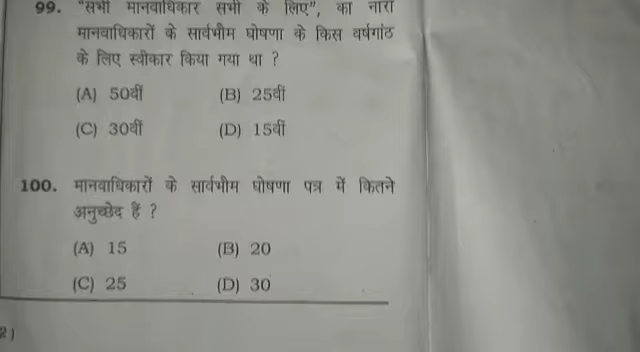 99. "सभी मानवाधिकार सभी के लिए", का नारा
मानवाधिकारों के सार्वभौम घोषणा के किस वर्षगांठ
के लिए स्वीकार किया गया था ?
(A) 50वीं (B) 25वीं
(C) 30वीं (D) 15वीं
100. मानवाधिकारों के सार्वभौम घोषणा पत्र में कितने
अनुच्छेद हैं ?
(A) 15 (B) 20
(C) 25 (D) 30
2)